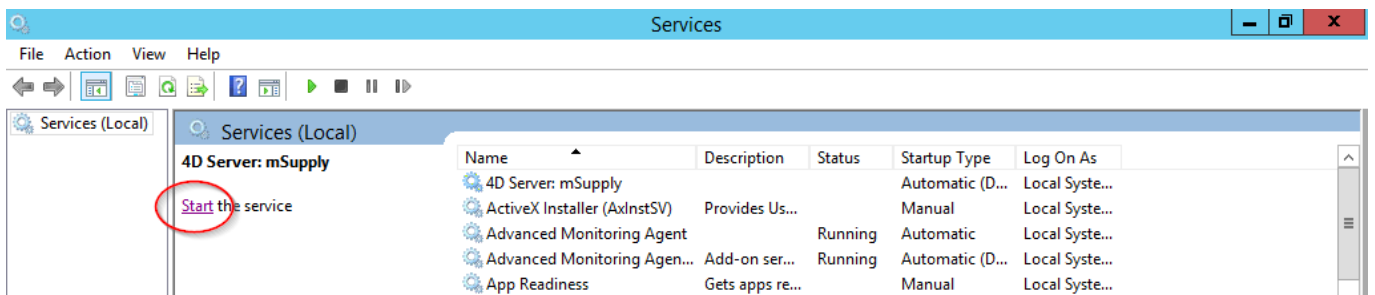 Services
File Action View Help
Services (Local)
Services (Local)
4D Server: mSupply
Start the service
Name Description Status Startup Type Log On As
4D Server: mSupply Automatic (D... Local Syste...
ActiveX Installer (AxInstSV) Provides Us... Manual Local Syste...
Advanced Monitoring Agent Running Automatic Local Syste...
Advanced Monitoring Agen... Add-on ser... Running Automatic (D... Local Syste...
App Readiness Gets apps re... Manual Local Syste...